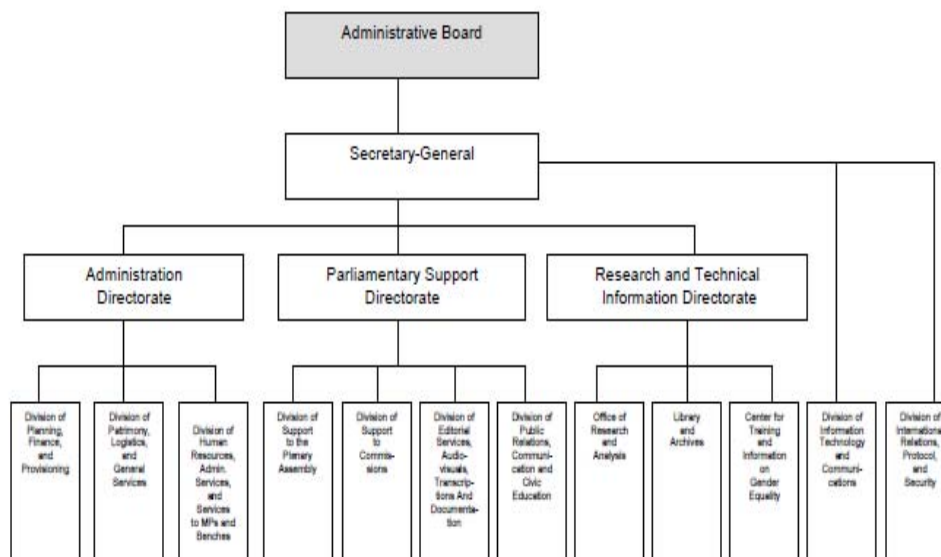 Administrative Board
Secretary-General
Administration
Directorate
Parliamentary Support
Directorate
Research and Technical
Information Directorate
Division of
Planning,
Finance,
and
Provisioning
Division of
Patrimony,
Logistics,
and
General
Services
Division of
Human
Resources,
Admin.
Services,
and
Services
to MPs and
Benches
Division of
Support
to the
Plenary
Assembly
Division of
Support
to
Commis-
sions
Division of
Editorial
Services,
Audio-
visuals,
Transcrip-
tions And
Documenta-
tion
Division of
Public
Relations,
Communi-
cation and
Civic
Education
Office of
Research
and
Analysis
Library
and
Archives
Center for
Training
and
Information
on
Gender
Equality
Division of
Information
Technology
and
Communi-
cations
Division of
International
Relations,
Protocol,
and
Security